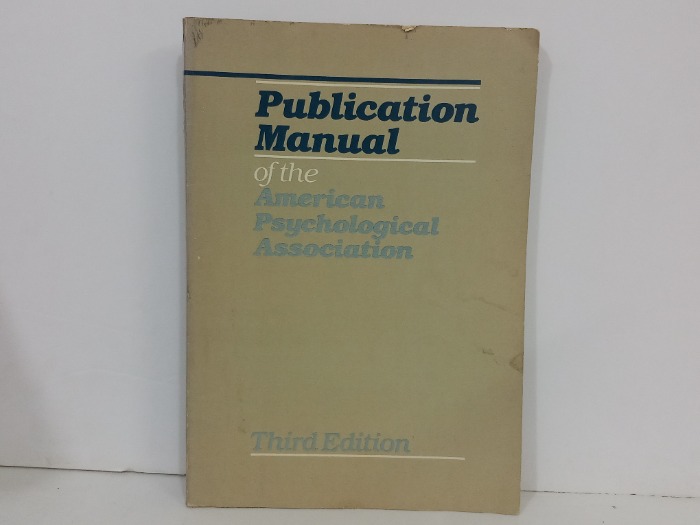 Publication
Manual
of the
American
Psychological
Association
Third Edition